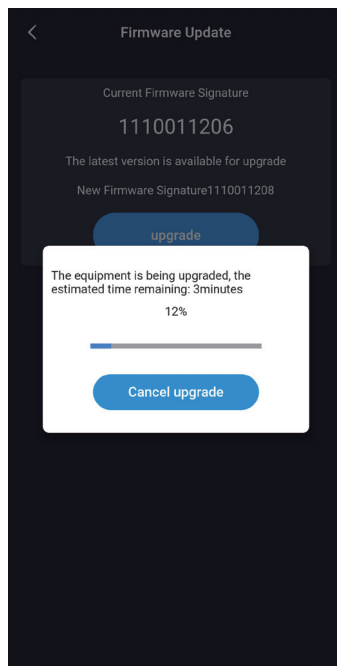 Firmware Update
Current Firmware Signature
1110011206
The latest version is available for upgrade
New Firmware Signature1110011208
upgrade
The equipment is being upgraded, the
estimated time remaining: 3minutes
12%
Cancel upgrade